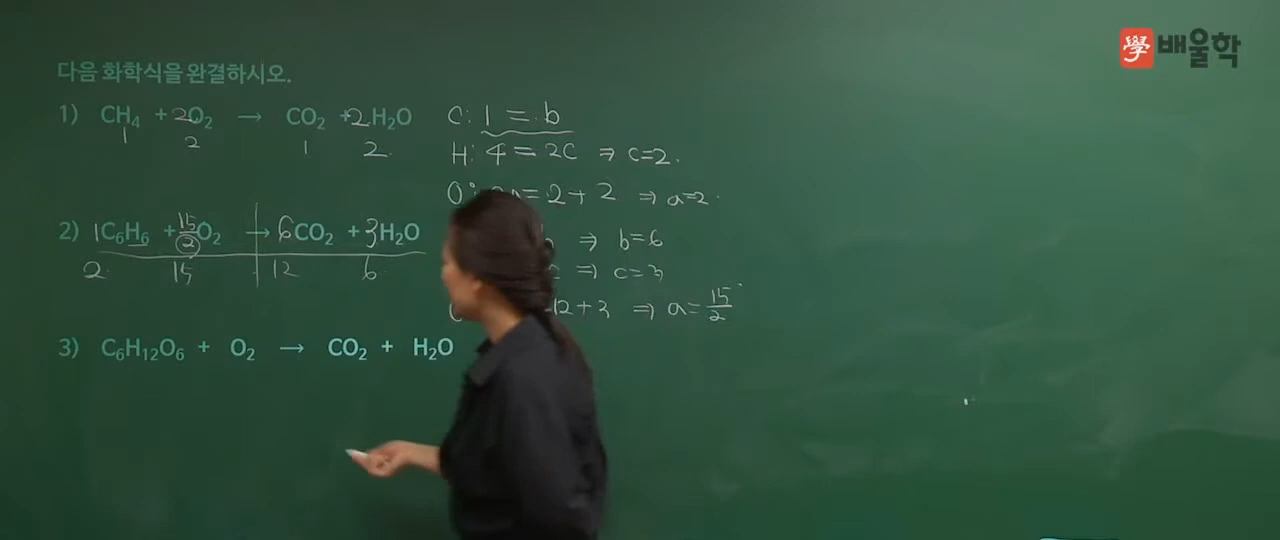 學 배울학
다음 화학식을 완결하시오.
1) CH₄ + 2O₂ → CO₂ + 2H₂O
1 2 1 2
C: 1 = b
H: 4 = 2c ⇒ c=2.
O: = 2 + 2 ⇒ a=2.
2) 1C₆H₆ + 15/2 O₂ → 6CO₂ + 3H₂O
2 15 12 6
⇒ b=6
⇒ c=3
12+3 ⇒ a=15/2
3) C₆H₁₂O₆ + O₂ → CO₂ + H₂O